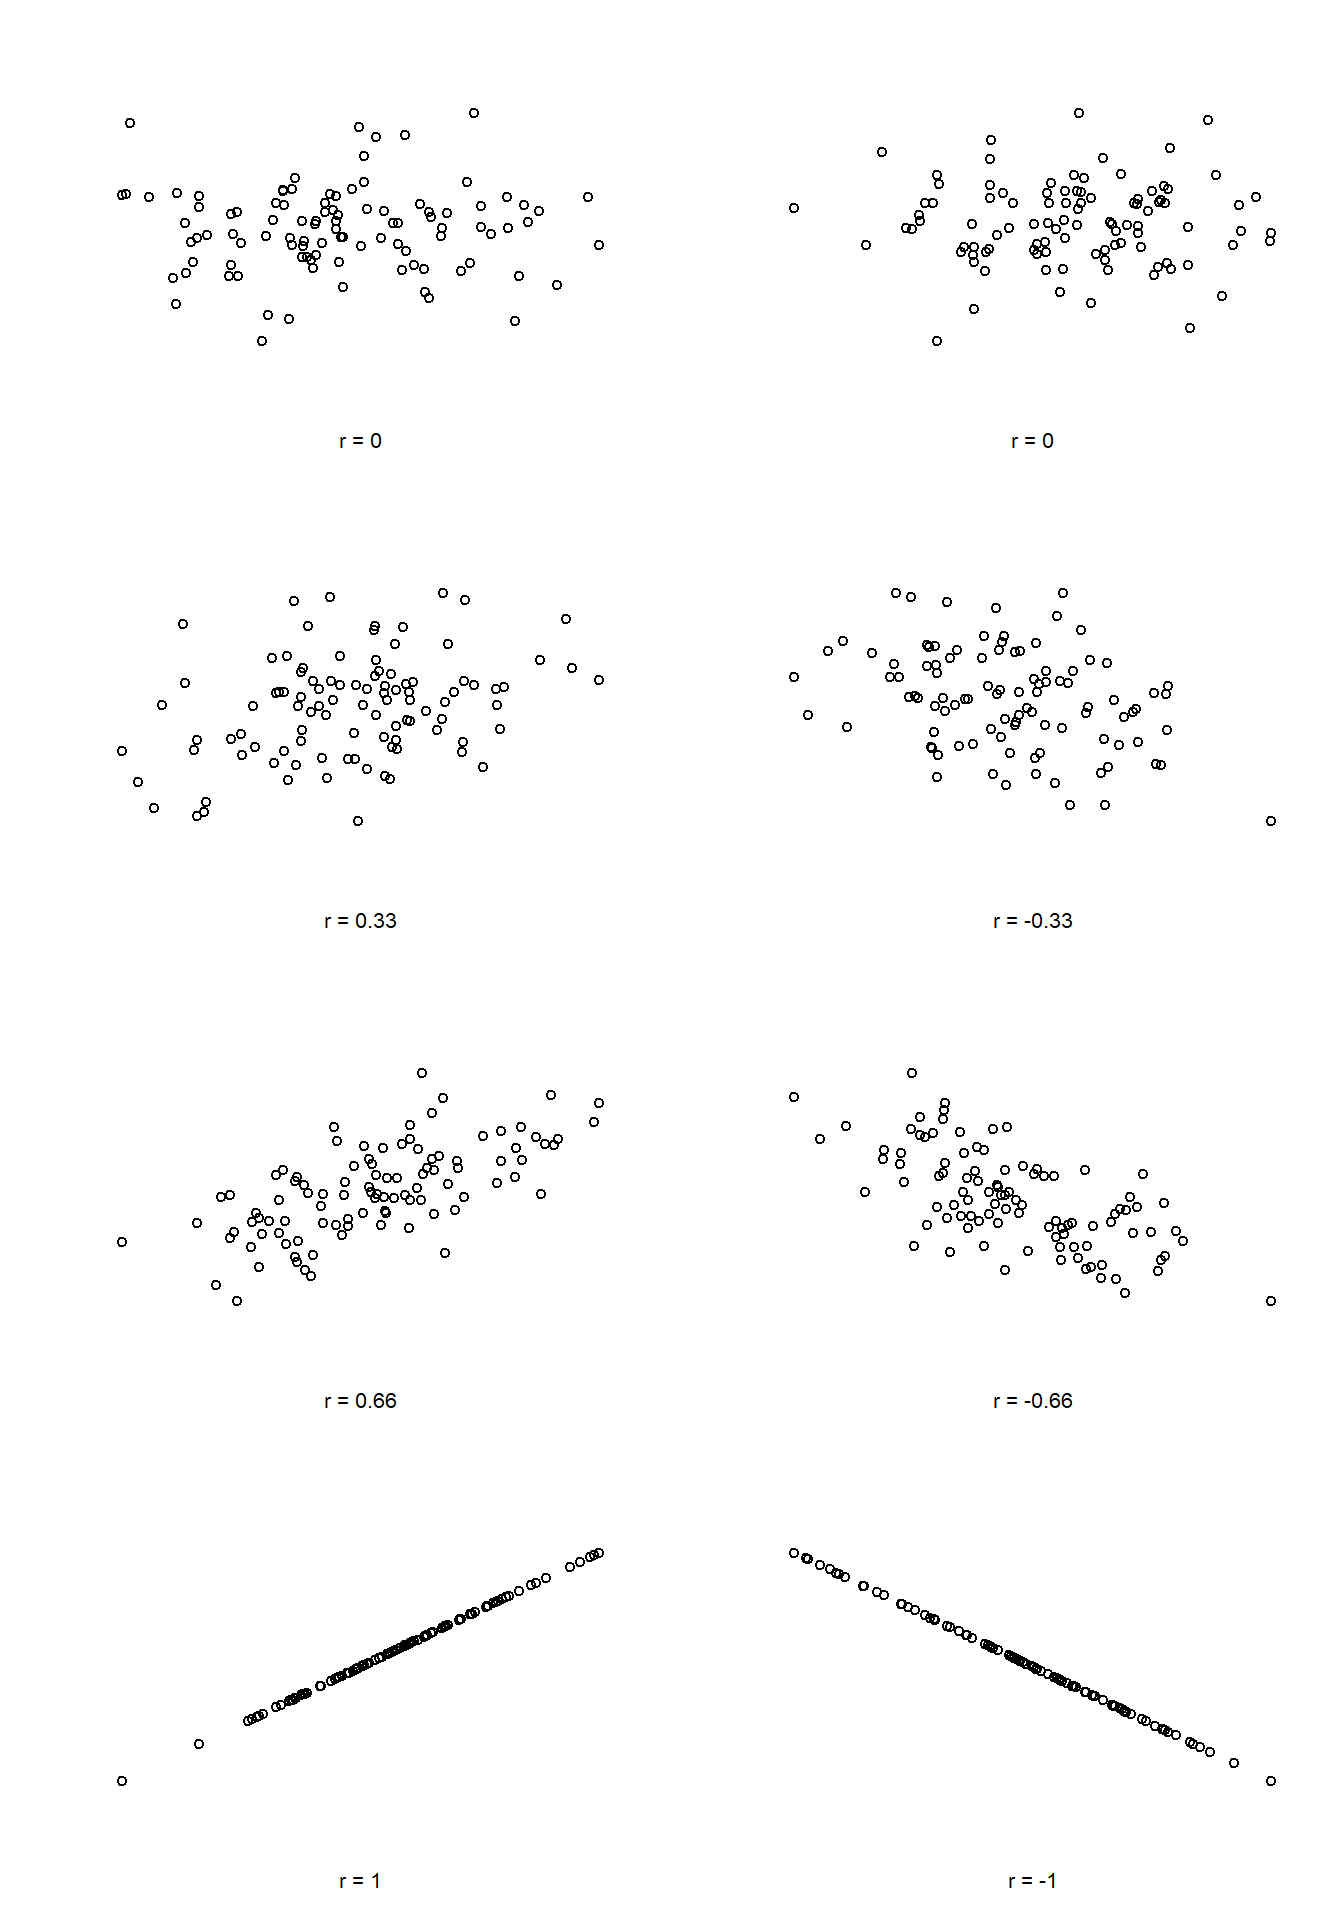 r = 0
r = 0
r = 0.33
r = -0.33
r = 0.66
r = -0.66
r = 1
r = -1